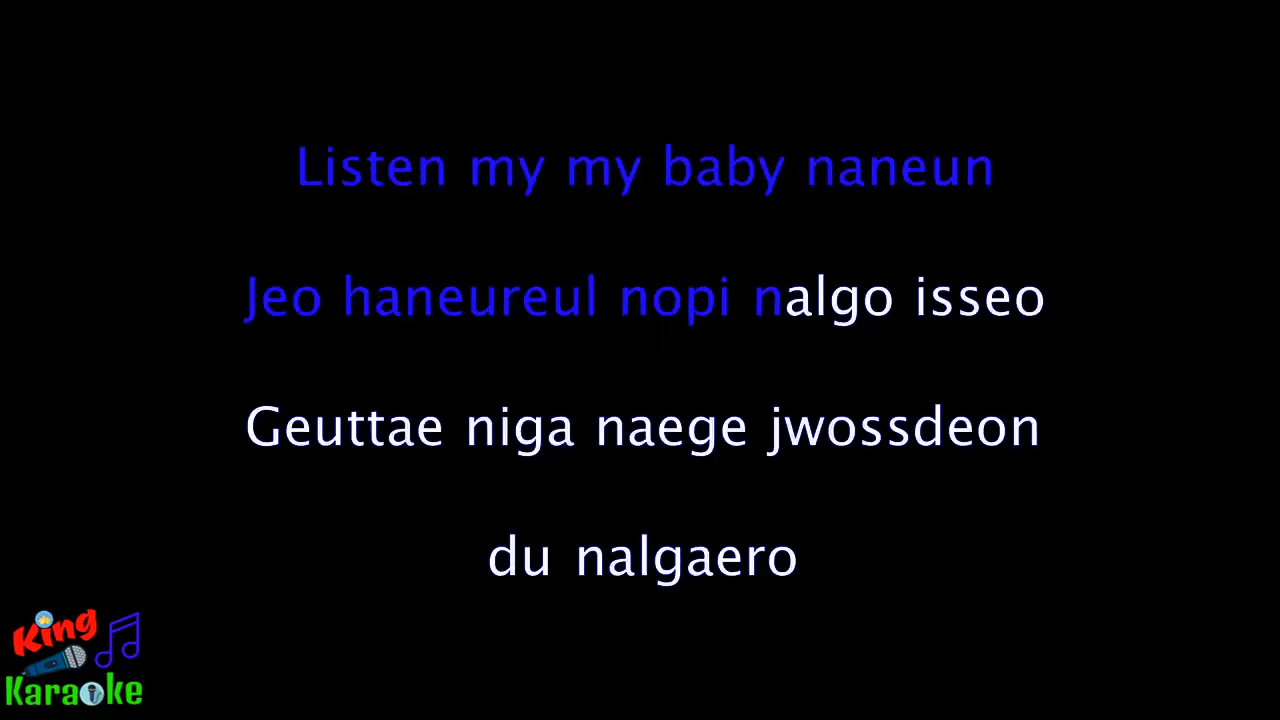 Listen my my baby naneun
Jeo haneureul nopi nalgo isseo
Geuttae niga naege jwossdeon
du nalgaero
King
Karaoke